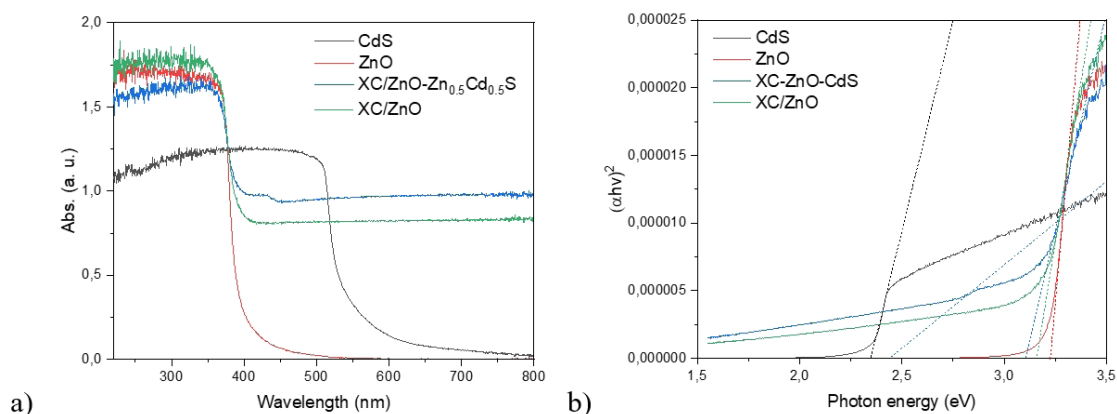 2,0
1,5
1,0
0,5
0,0
Abs. (a. u.)
CdS
ZnO
XC/ZnO-Zn0.5Cd0.5S
XC/ZnO
300 400 500 600 700 800
Wavelength (nm)
a)
0,000025
0,000020
0,000015
0,000010
0,000005
0,000000
(αhv)2
CdS
ZnO
XC-ZnO-CdS
XC/ZnO
1,5 2,0 2,5 3,0 3,5
Photon energy (eV)
b)